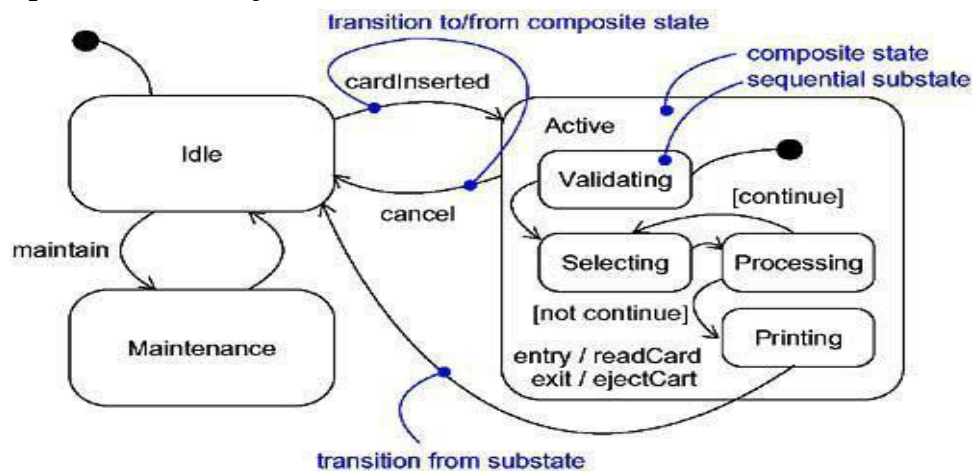 transition to/from composite state
composite state
sequential substate
cardInserted
Active
Idle
Validating
[continue]
cancel
maintain
Selecting
Processing
[not continue]
Printing
Maintenance
entry / readCard
exit / ejectCart
transition from substate